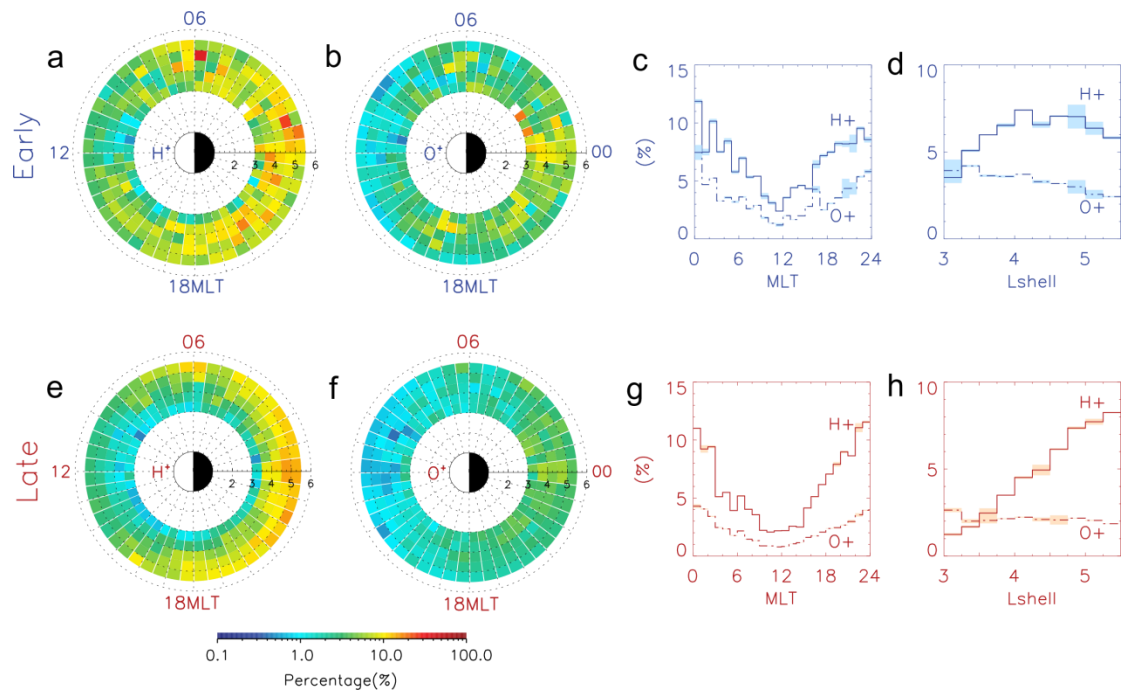 06
06
a
b
c
d
Early
12
H+
2 3 4 5 6
O+
2 3 4 5 6
00
18MLT
18MLT
15
10
5
0
(%)
H+
O+
0 6 12 18 24
MLT
10
5
0
H+
O+
3 4 5
Lshell
06
06
e
f
g
h
Late
12
H+
2 3 4 5 6
O+
2 3 4 5 6
00
18MLT
18MLT
15
10
5
0
(%)
H+
O+
0 6 12 18 24
MLT
10
5
0
H+
O+
3 4 5
Lshell
0.1 1.0 10.0 100.0
Percentage(%)